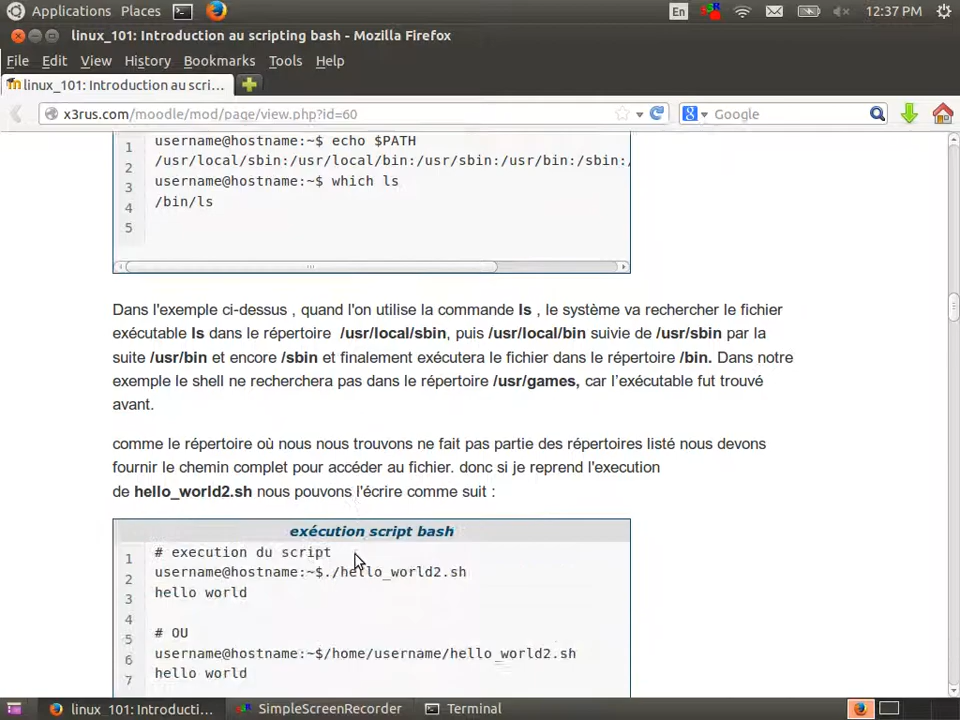 Applications Places En 12:37 PM
linux_101: Introduction au scripting bash - Mozilla Firefox
File Edit View History Bookmarks Tools Help
linux_101: Introduction au scri...
x3rus.com/moodle/mod/page/view.php?id=60 Google
1 username@hostname:~$ echo $PATH
2 /usr/local/sbin:/usr/local/bin:/usr/sbin:/usr/bin:/sbin:/
3 username@hostname:~$ which ls
4 /bin/ls
5
Dans l'exemple ci-dessus , quand l'on utilise la commande ls , le système va rechercher le fichier
exécutable ls dans le répertoire /usr/local/sbin, puis /usr/local/bin suivie de /usr/sbin par la
suite /usr/bin et encore /sbin et finalement exécutera le fichier dans le répertoire /bin. Dans notre
exemple le shell ne recherchera pas dans le répertoire /usr/games, car l'exécutable fut trouvé
avant.
comme le répertoire où nous nous trouvons ne fait pas partie des répertoires listé nous devons
fournir le chemin complet pour accéder au fichier. donc si je reprend l'execution
de hello_world2.sh nous pouvons l'écrire comme suit :
exécution script bash
1 # execution du script
2 username@hostname:~$./hello_world2.sh
3 hello world
4
5 # OU
6 username@hostname:~$/home/username/hello_world2.sh
7 hello world
linux_101: Introducti... SimpleScreenRecorder Terminal